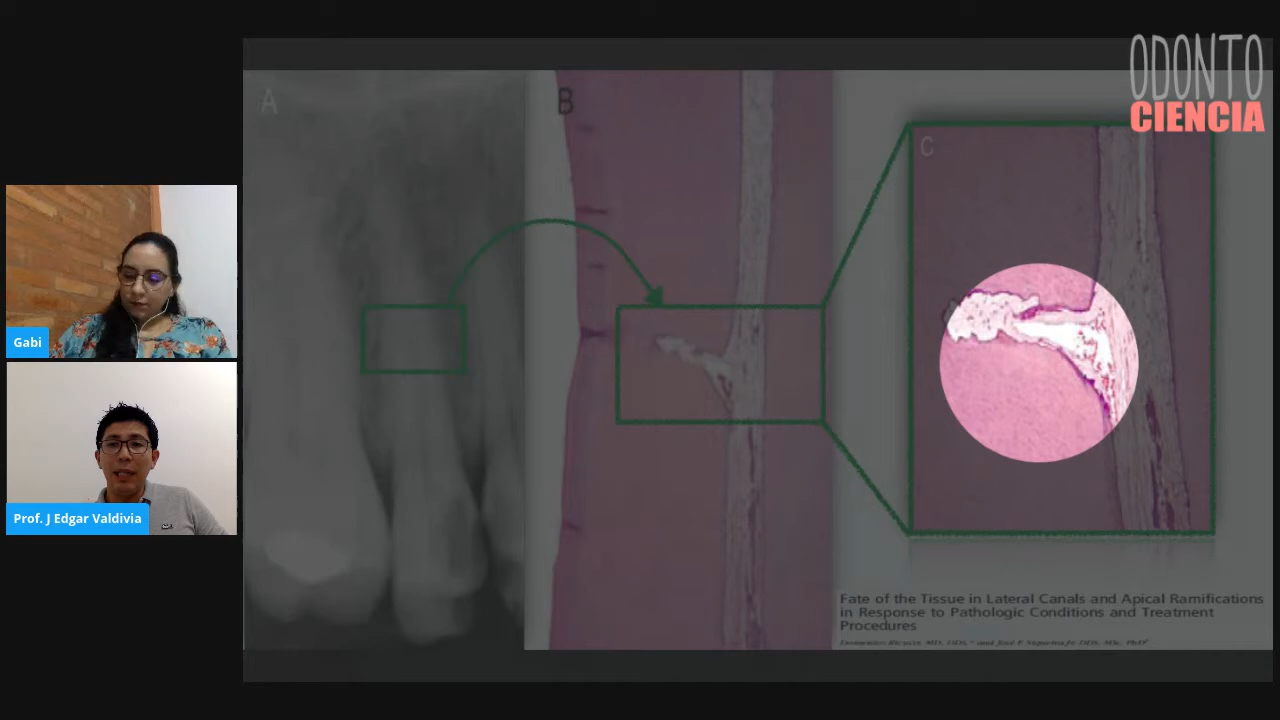 ODONTO
CIENCIA
A
B
C
Gabi
Prof. J Edgar Valdivia
Fate of the Tissue in Lateral Canals and Apical Ramifications
in Response to Pathologic Conditions and Treatment
Procedures